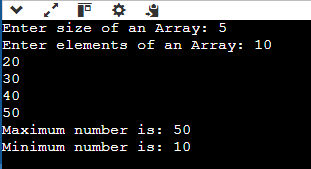 Enter size of an Array: 5
Enter elements of an Array: 10
20
30
40
50
Maximum number is: 50
Minimum number is: 10